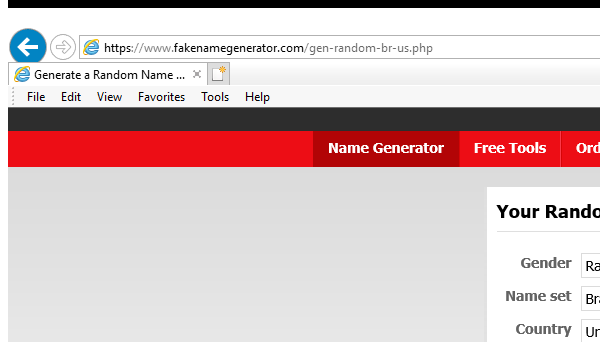 https://www.fakenamegenerator.com/gen-random-br-us.php
Generate a Random Name ...
File Edit View Favorites Tools Help
Name Generator Free Tools Ord
Your Rando
Gender Ra
Name set Bra
Country Un